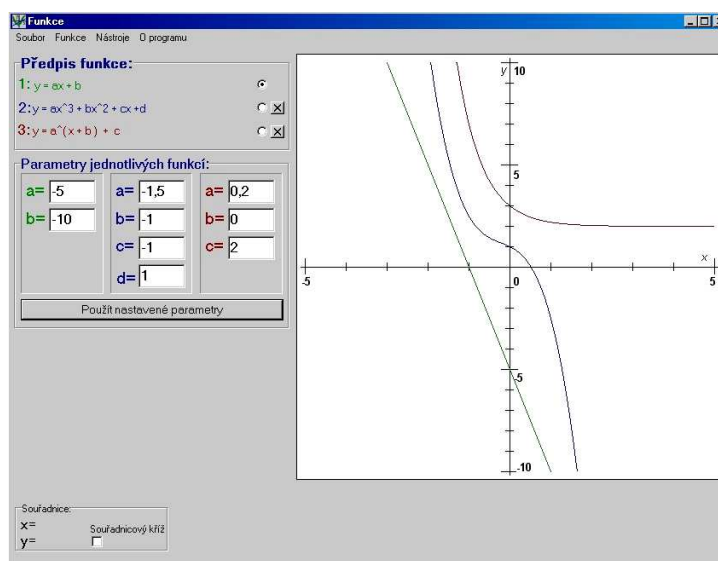 Funkce
Soubor Funkce Nástroje O programu
Předpis funkce:
1: y = ax + b
2: y = ax^3 + bx^2 + cx +d
3: y = a^(x + b) + c
Parametry jednotlivých funkcí:
a= -5 a= -1,5 a= 0,2
b= -10 b= -1 b= 0
c= -1 c= 2
d= 1
Použít nastavené parametry
Souřadnice:
x=
y=
Souřadnicový kříž
y 10
5
x
-5 0 5
-5
-10